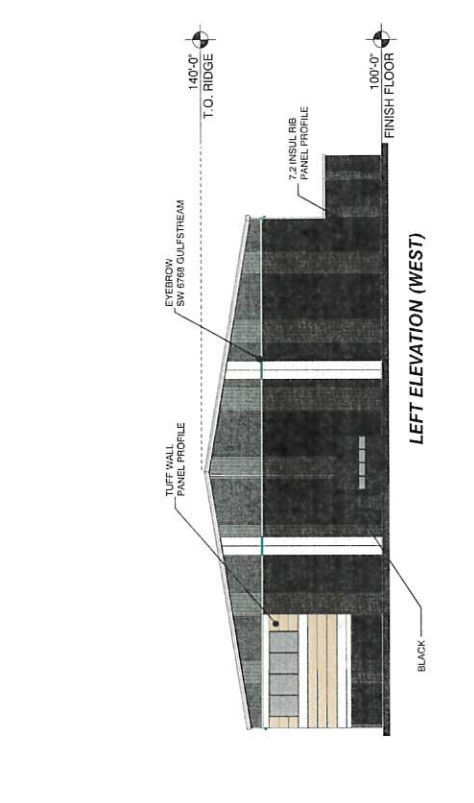 TUFF WALL
PANEL PROFILE
EYEBROW
SW 6768 GULFSTREAM
7.2 INSUL RIB
PANEL PROFILE
140'-0"
T.O. RIDGE
100'-0"
FINISH FLOOR
BLACK
LEFT ELEVATION (WEST)